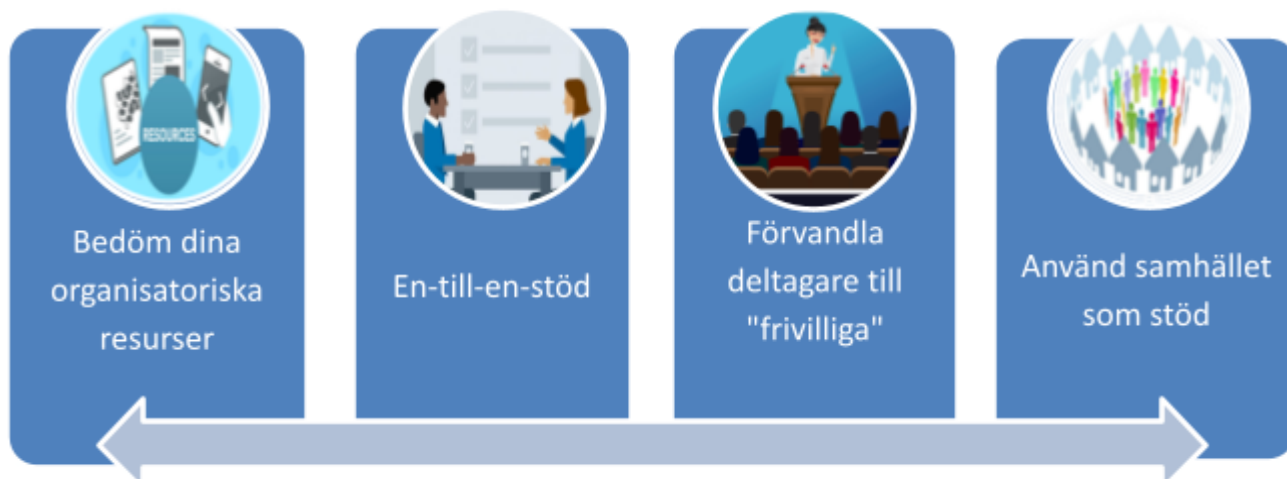 RESOURCES
Bedöm dina
organisatoriska
resurser
En-till-en-stöd
Förvandla
deltagare till
"frivilliga"
Använd samhället
som stöd